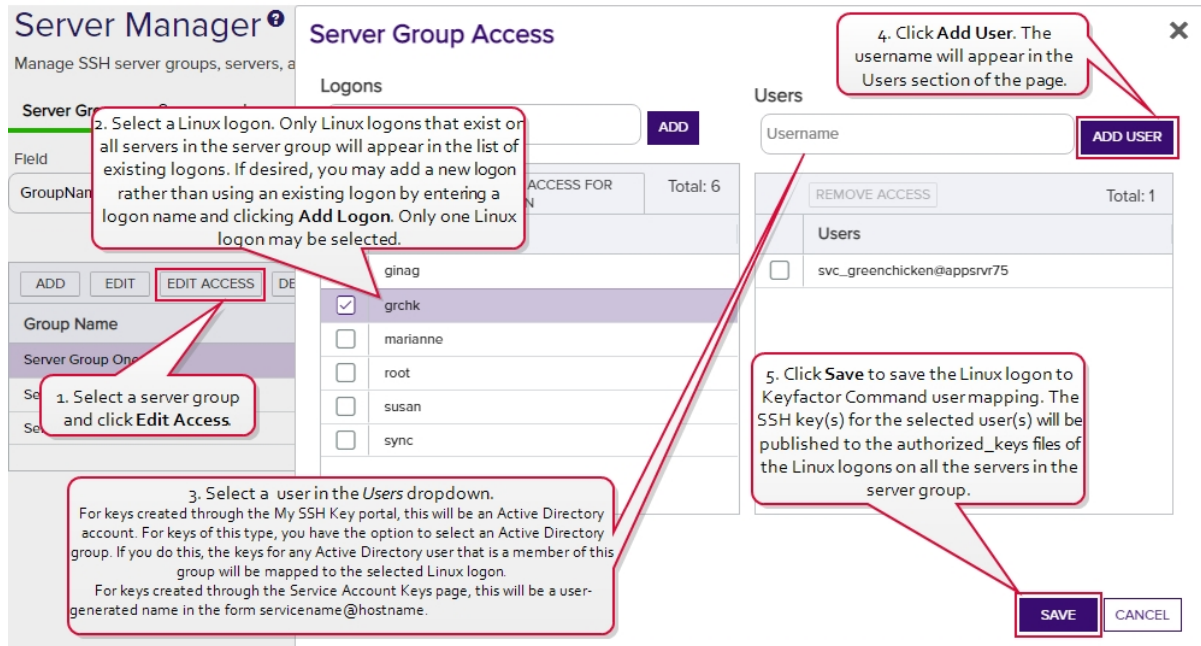 Server Manager
Manage SSH server groups, servers, a
Server Gr
Field
GroupNam
ADD
EDIT
EDIT ACCESS
DE
Group Name
Server Group One
Se
Se
1. Select a server group
and click Edit Access.
Server Group Access
Logons
ADD
ACCESS FOR
N
Total: 6
2. Select a Linux logon. Only Linux logons that exist on
all servers in the server group will appear in the list of
existing logons. If desired, you may add a new logon
rather than using an existing logon by entering a
logon name and clicking Add Logon. Only one Linux
logon may be selected.
ginag
grchk
marianne
root
susan
sync
3. Select a user in the Users dropdown.
For keys created through the My SSH Key portal, this will be an Active Directory
account. For keys of this type, you have the option to select an Active Directory
group. If you do this, the keys for any Active Directory user that is a member of this
group will be mapped to the selected Linux logon.
For keys created through the Service Account Keys page, this will be a user-
generated name in the form servicename@hostname.
4. Click Add User. The
username will appear in the
Users section of the page.
Users
Username
ADD USER
REMOVE ACCESS
Total: 1
Users
svc_greenchicken@appsrvr75
5. Click Save to save the Linux logon to
Keyfactor Command user mapping. The
SSH key(s) for the selected user(s) will be
published to the authorized_keys files of
the Linux logons on all the servers in the
server group.
SAVE
CANCEL